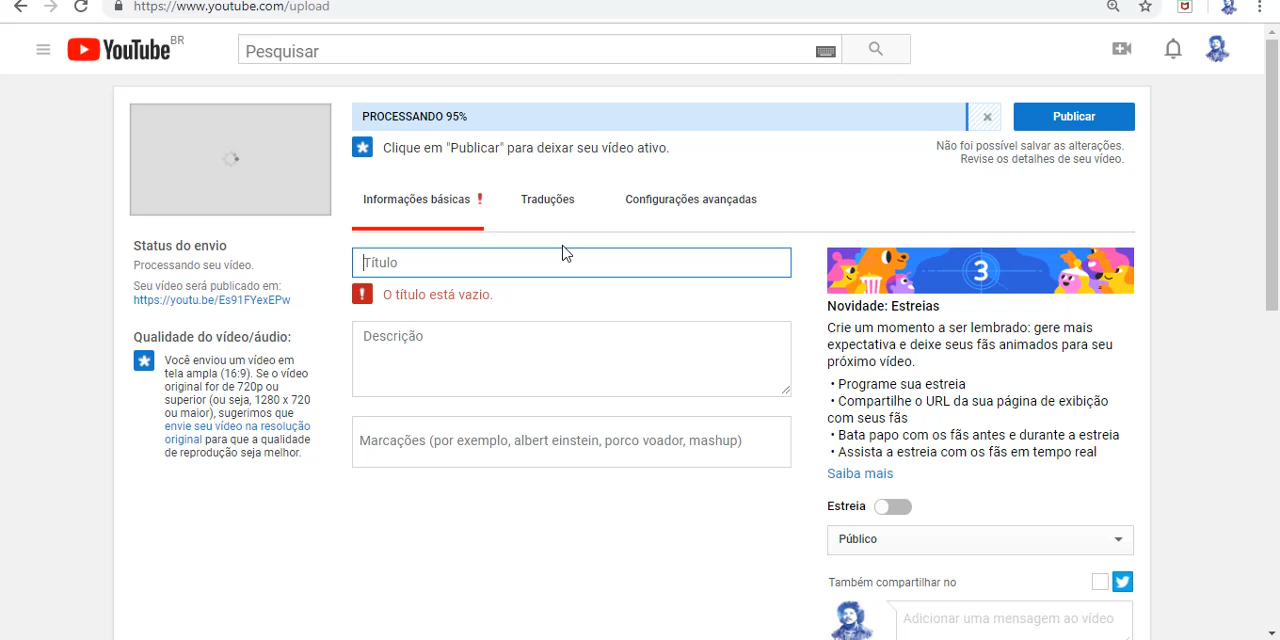 https://www.youtube.com/upload
YouTube BR
Pesquisar
PROCESSANDO 95%
Publicar
Clique em "Publicar" para deixar seu vídeo ativo.
Não foi possível salvar as alterações.
Revise os detalhes de seu vídeo.
Informações básicas
Traduções
Configurações avançadas
Status do envio
Processando seu vídeo.
Seu vídeo será publicado em:
https://youtu.be/Es91FYexEPw
Qualidade do vídeo/áudio:
Você enviou um vídeo em
tela ampla (16:9). Se o vídeo
original for de 720p ou
superior (ou seja, 1280 x 720
ou maior), sugerimos que
envie seu vídeo na resolução
original para que a qualidade
de reprodução seja melhor.
Título
O título está vazio.
Descrição
Marcações (por exemplo, albert einstein, porco voador, mashup)
3
Novidade: Estreias
Crie um momento a ser lembrado: gere mais
expectativa e deixe seus fãs animados para seu
próximo vídeo.
• Programe sua estreia
• Compartilhe o URL da sua página de exibição
com seus fãs
• Bata papo com os fãs antes e durante a estreia
• Assista a estreia com os fãs em tempo real
Saiba mais
Estreia
Público
Também compartilhar no
Adicionar uma mensagem ao vídeo